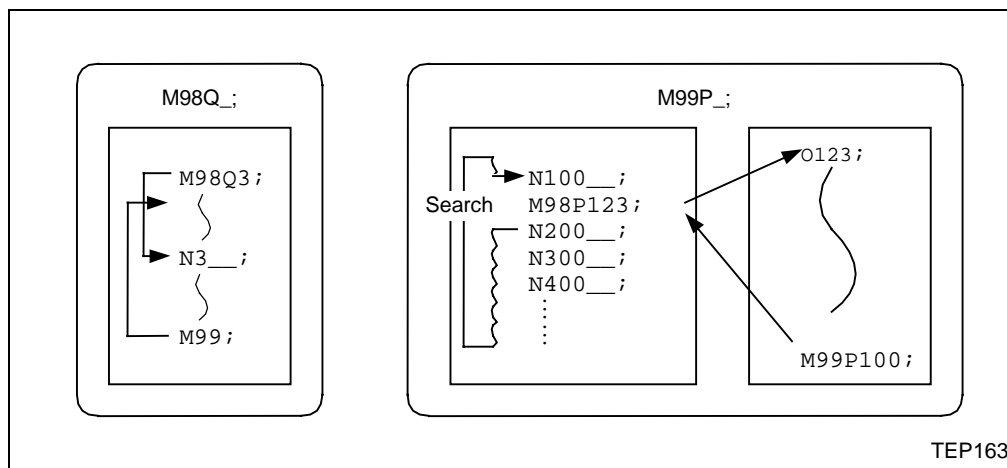 M98Q_;
M98Q3;
N3__;
M99;
M99P_;
Search
N100__;
M98P123;
N200__;
N300__;
N400__;
O123;
M99P100;
TEP163